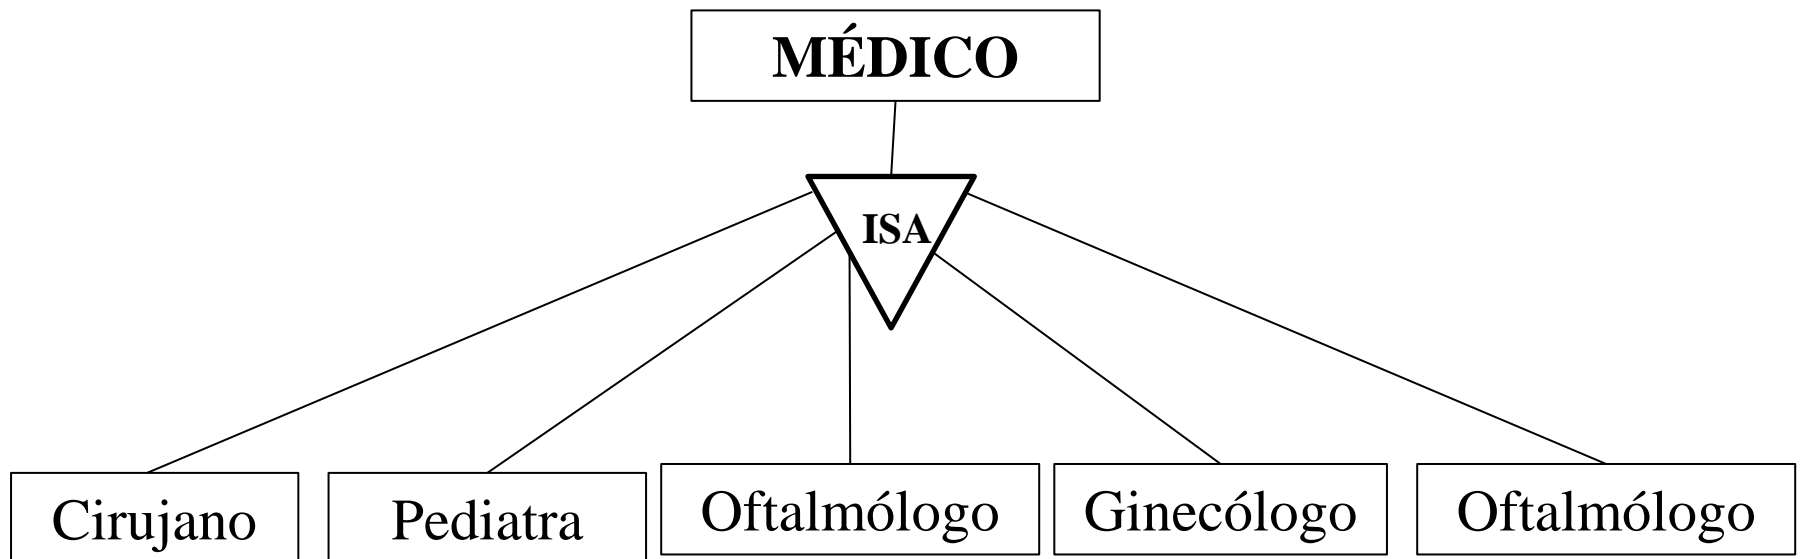 MÉDICO
ISA
Cirujano
Pediatra
Oftalmólogo
Ginecólogo
Oftalmólogo